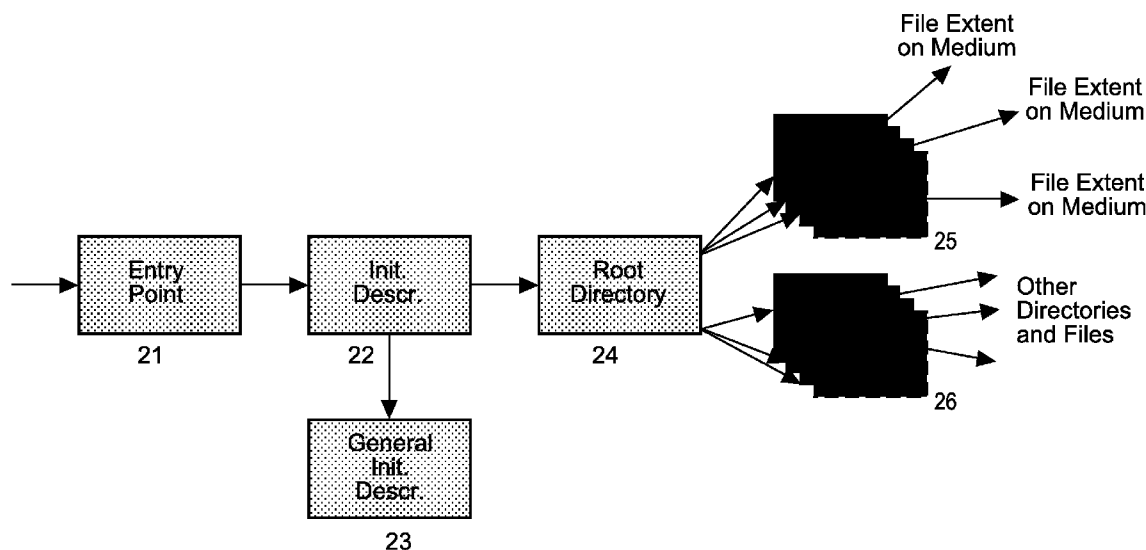 File Extent
on Medium
File Extent
on Medium
File Extent
on Medium
25
Entry
Point
21
Init.
Descr.
22
Root
Directory
24
Other
Directories
and Files
26
General
Init.
Descr.
23